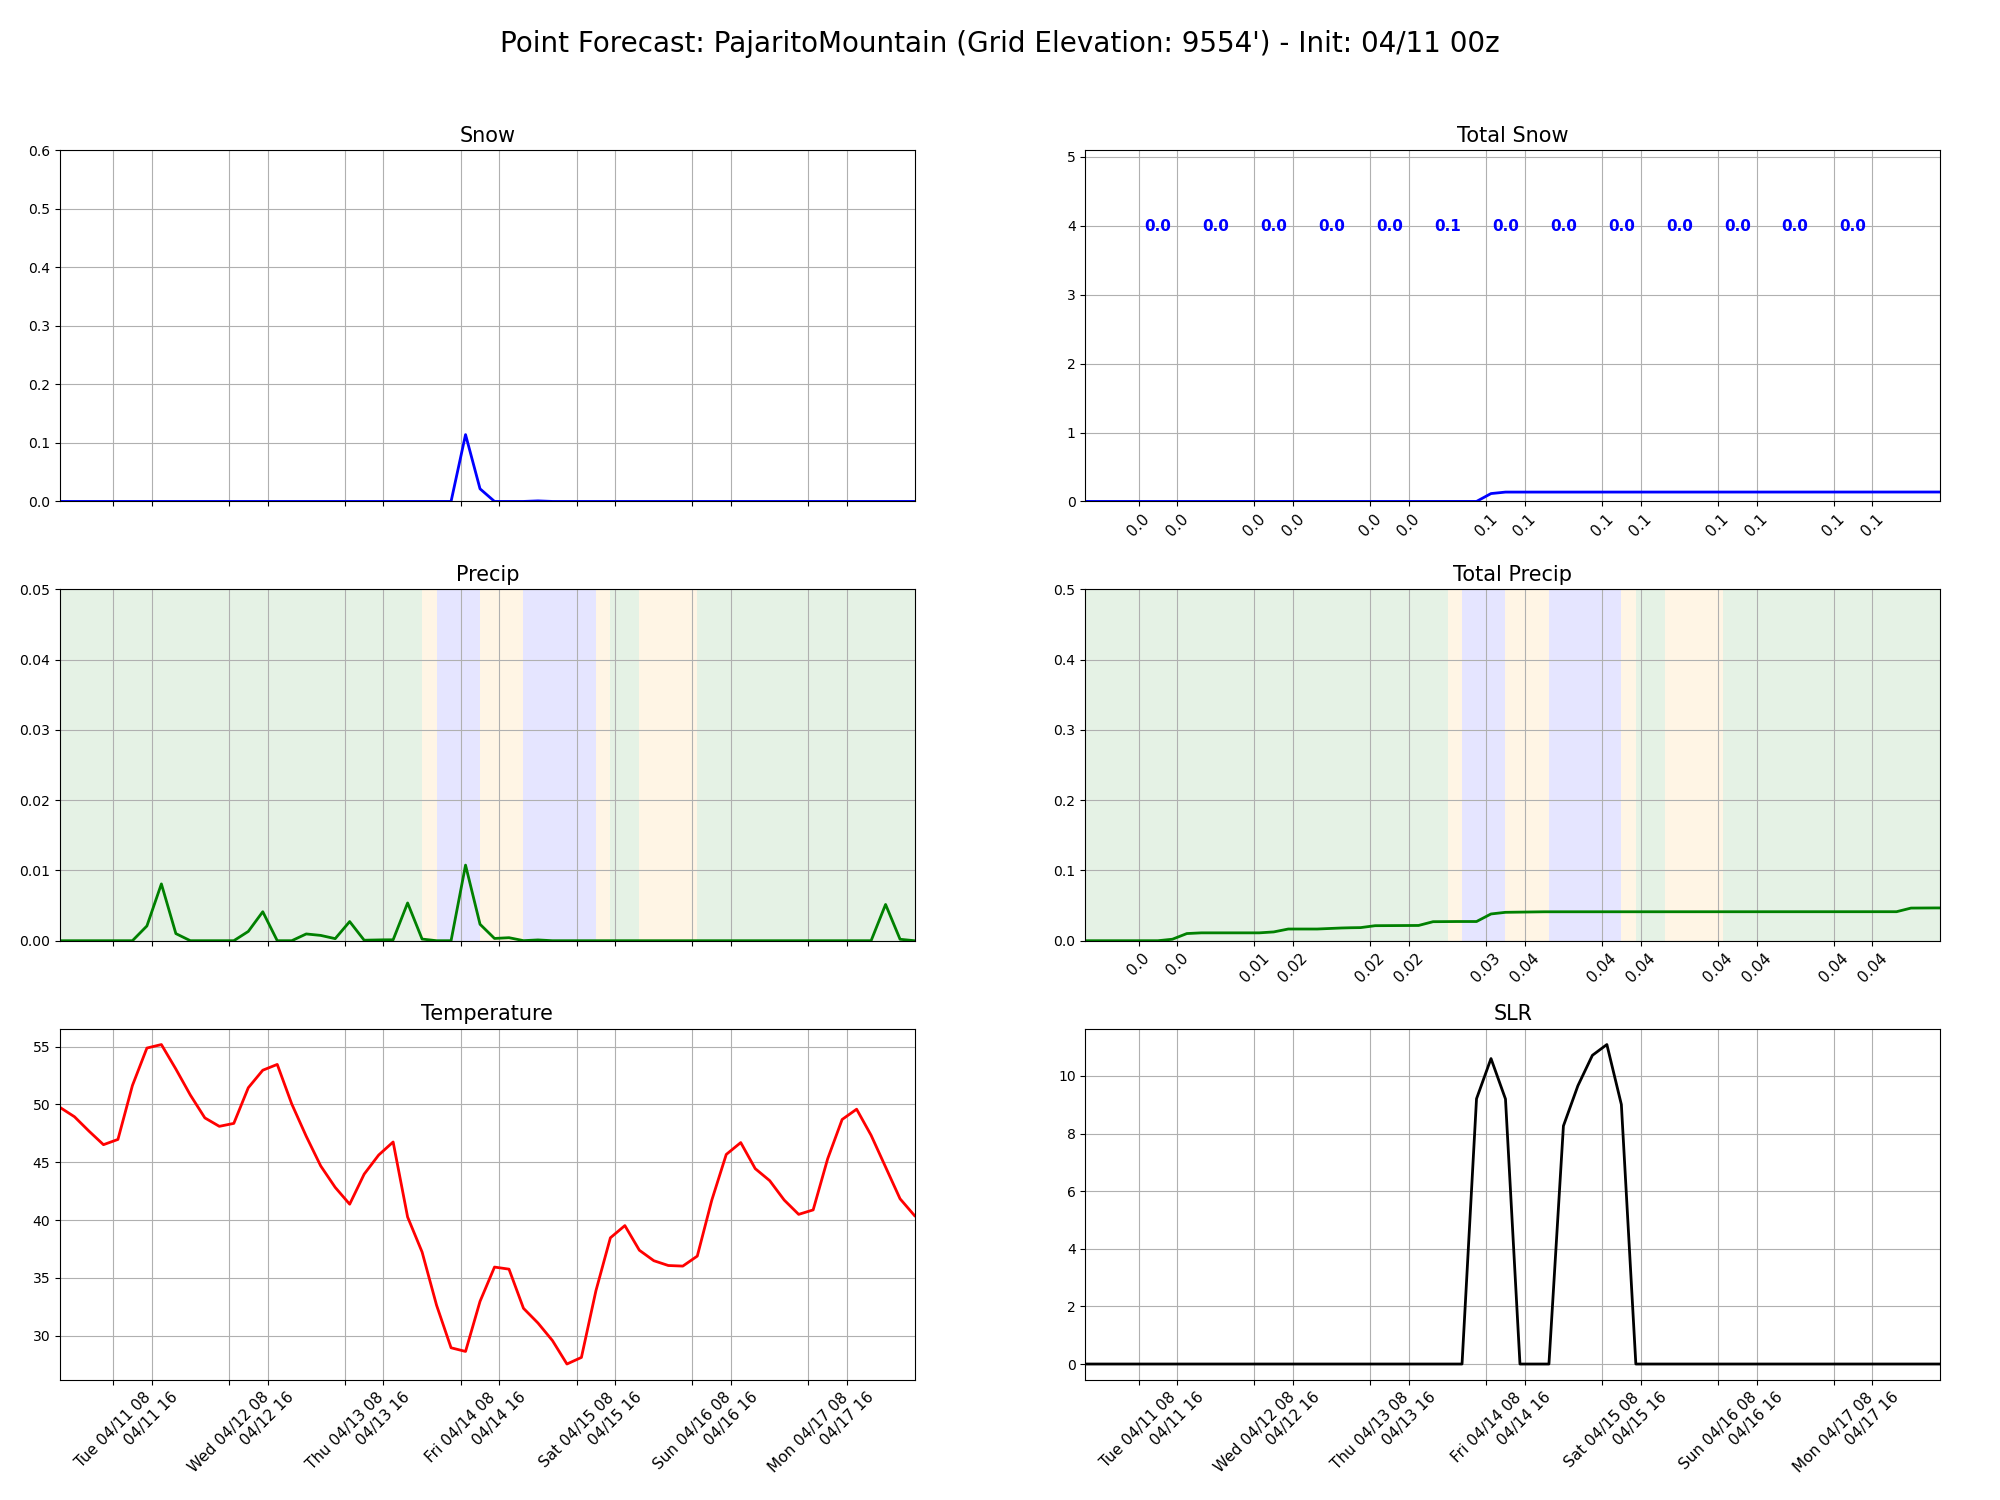 Point Forecast: PajaritoMountain (Grid Elevation: 9554') - Init: 04/11 00z
Snow
0.6
0.5
0.4
0.3
0.2
0.1
0.0
Total Snow
5
4
3
2
1
0
0.0 0.0 0.0 0.0 0.0 0.1 0.0 0.0 0.0 0.0 0.0 0.0 0.0
0.0 0.0 0.0 0.0 0.0 0.0 0.1 0.1 0.1 0.1 0.1 0.1 0.1 0.1
Precip
0.05
0.04
0.03
0.02
0.01
0.00
Total Precip
0.5
0.4
0.3
0.2
0.1
0.0
0.0 0.0 0.01 0.02 0.02 0.02 0.03 0.04 0.04 0.04 0.04 0.04 0.04 0.04
Temperature
55
50
45
40
35
30
Tue 04/11 08
04/11 16
Wed 04/12 08
04/12 16
Thu 04/13 08
04/13 16
Fri 04/14 08
04/14 16
Sat 04/15 08
04/15 16
Sun 04/16 08
04/16 16
Mon 04/17 08
04/17 16
SLR
10
8
6
4
2
0
Tue 04/11 08
04/11 16
Wed 04/12 08
04/12 16
Thu 04/13 08
04/13 16
Fri 04/14 08
04/14 16
Sat 04/15 08
04/15 16
Sun 04/16 08
04/16 16
Mon 04/17 08
04/17 16